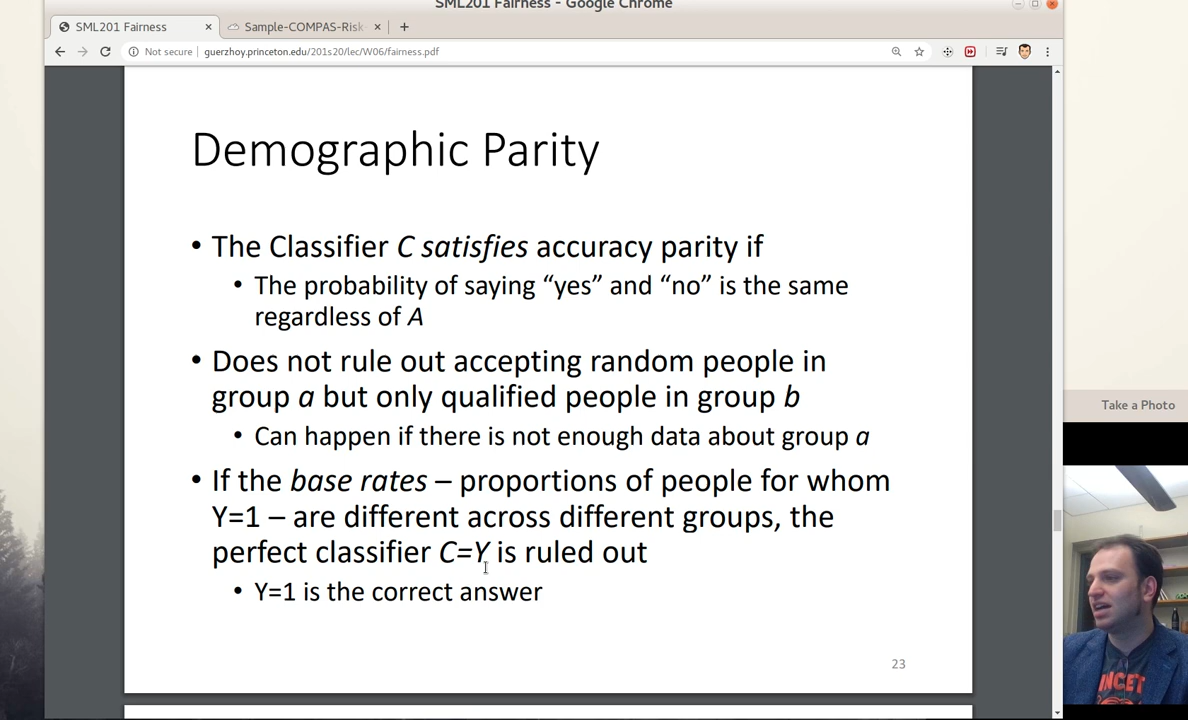 SML201 Fairness - Google Chrome
SML201 Fairness
Sample-COMPAS-Risk
Not secure
guerzhoy.princeton.edu/201s20/lec/W06/fairness.pdf
Demographic Parity
• The Classifier C satisfies accuracy parity if
• The probability of saying “yes” and “no” is the same
regardless of A
• Does not rule out accepting random people in
group a but only qualified people in group b
• Can happen if there is not enough data about group a
• If the base rates – proportions of people for whom
Y=1 – are different across different groups, the
perfect classifier C=Y is ruled out
• Y=1 is the correct answer
23
Take a Photo